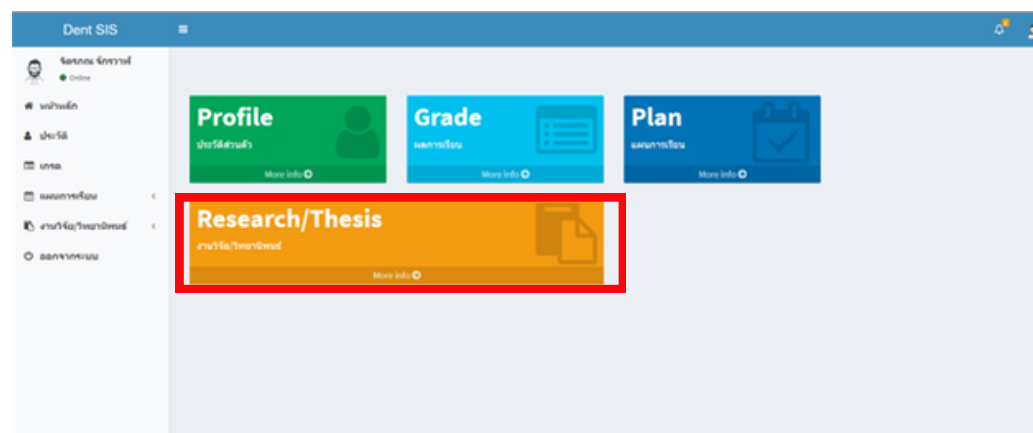 Dent SIS
Online
หน้าหลัก
ประวัติ
เกรด
แผนการเรียน
งานวิจัย/วิทยานิพนธ์
ออกจากระบบ
Profile
ประวัติส่วนตัว
More info
Grade
ผลการเรียน
More info
Plan
แผนการเรียน
More info
Research/Thesis
งานวิจัย/วิทยานิพนธ์
More info